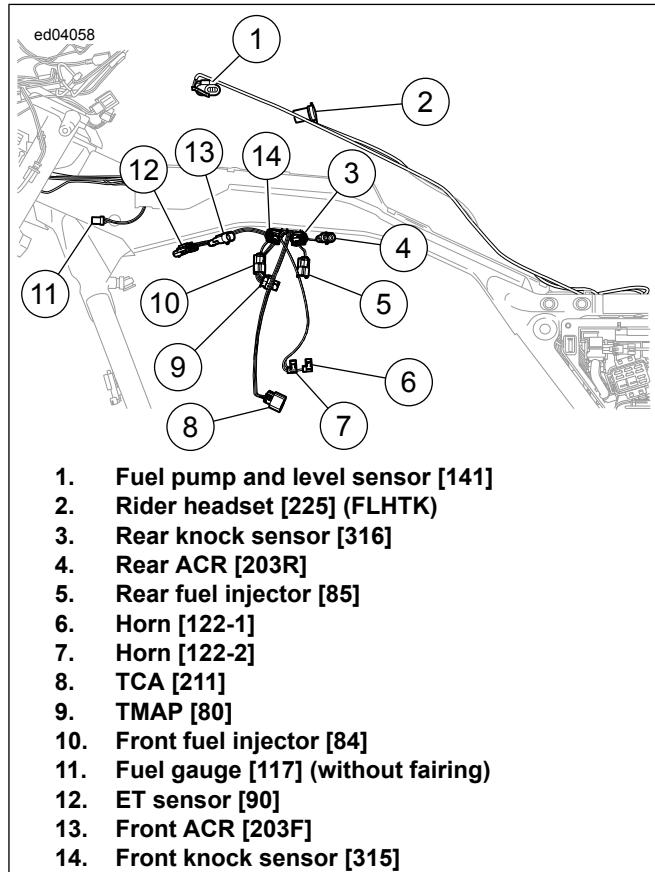 ed04058
1
2
13
14
3
12
4
11
10
5
9
6
8
7
1. Fuel pump and level sensor [141]
2. Rider headset [225] (FLHTK)
3. Rear knock sensor [316]
4. Rear ACR [203R]
5. Rear fuel injector [85]
6. Horn [122-1]
7. Horn [122-2]
8. TCA [211]
9. TMAP [80]
10. Front fuel injector [84]
11. Fuel gauge [117] (without fairing)
12. ET sensor [90]
13. Front ACR [203F]
14. Front knock sensor [315]